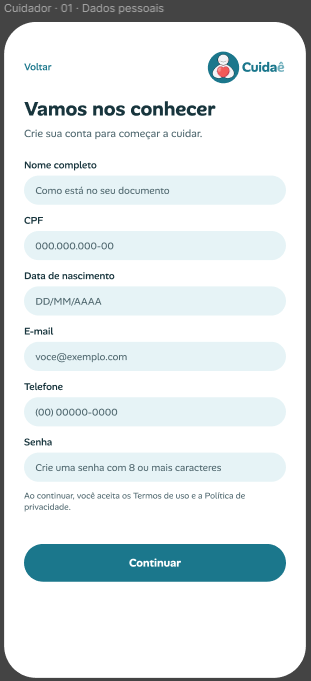 Cuidador · 01 · Dados pessoais
Voltar
Cuidaê
Vamos nos conhecer
Crie sua conta para começar a cuidar.
Nome completo
Como está no seu documento
CPF
000.000.000-00
Data de nascimento
DD/MM/AAAA
E-mail
voce@exemplo.com
Telefone
(00) 00000-0000
Senha
Crie uma senha com 8 ou mais caracteres
Ao continuar, você aceita os Termos de uso e a Política de
privacidade.
Continuar